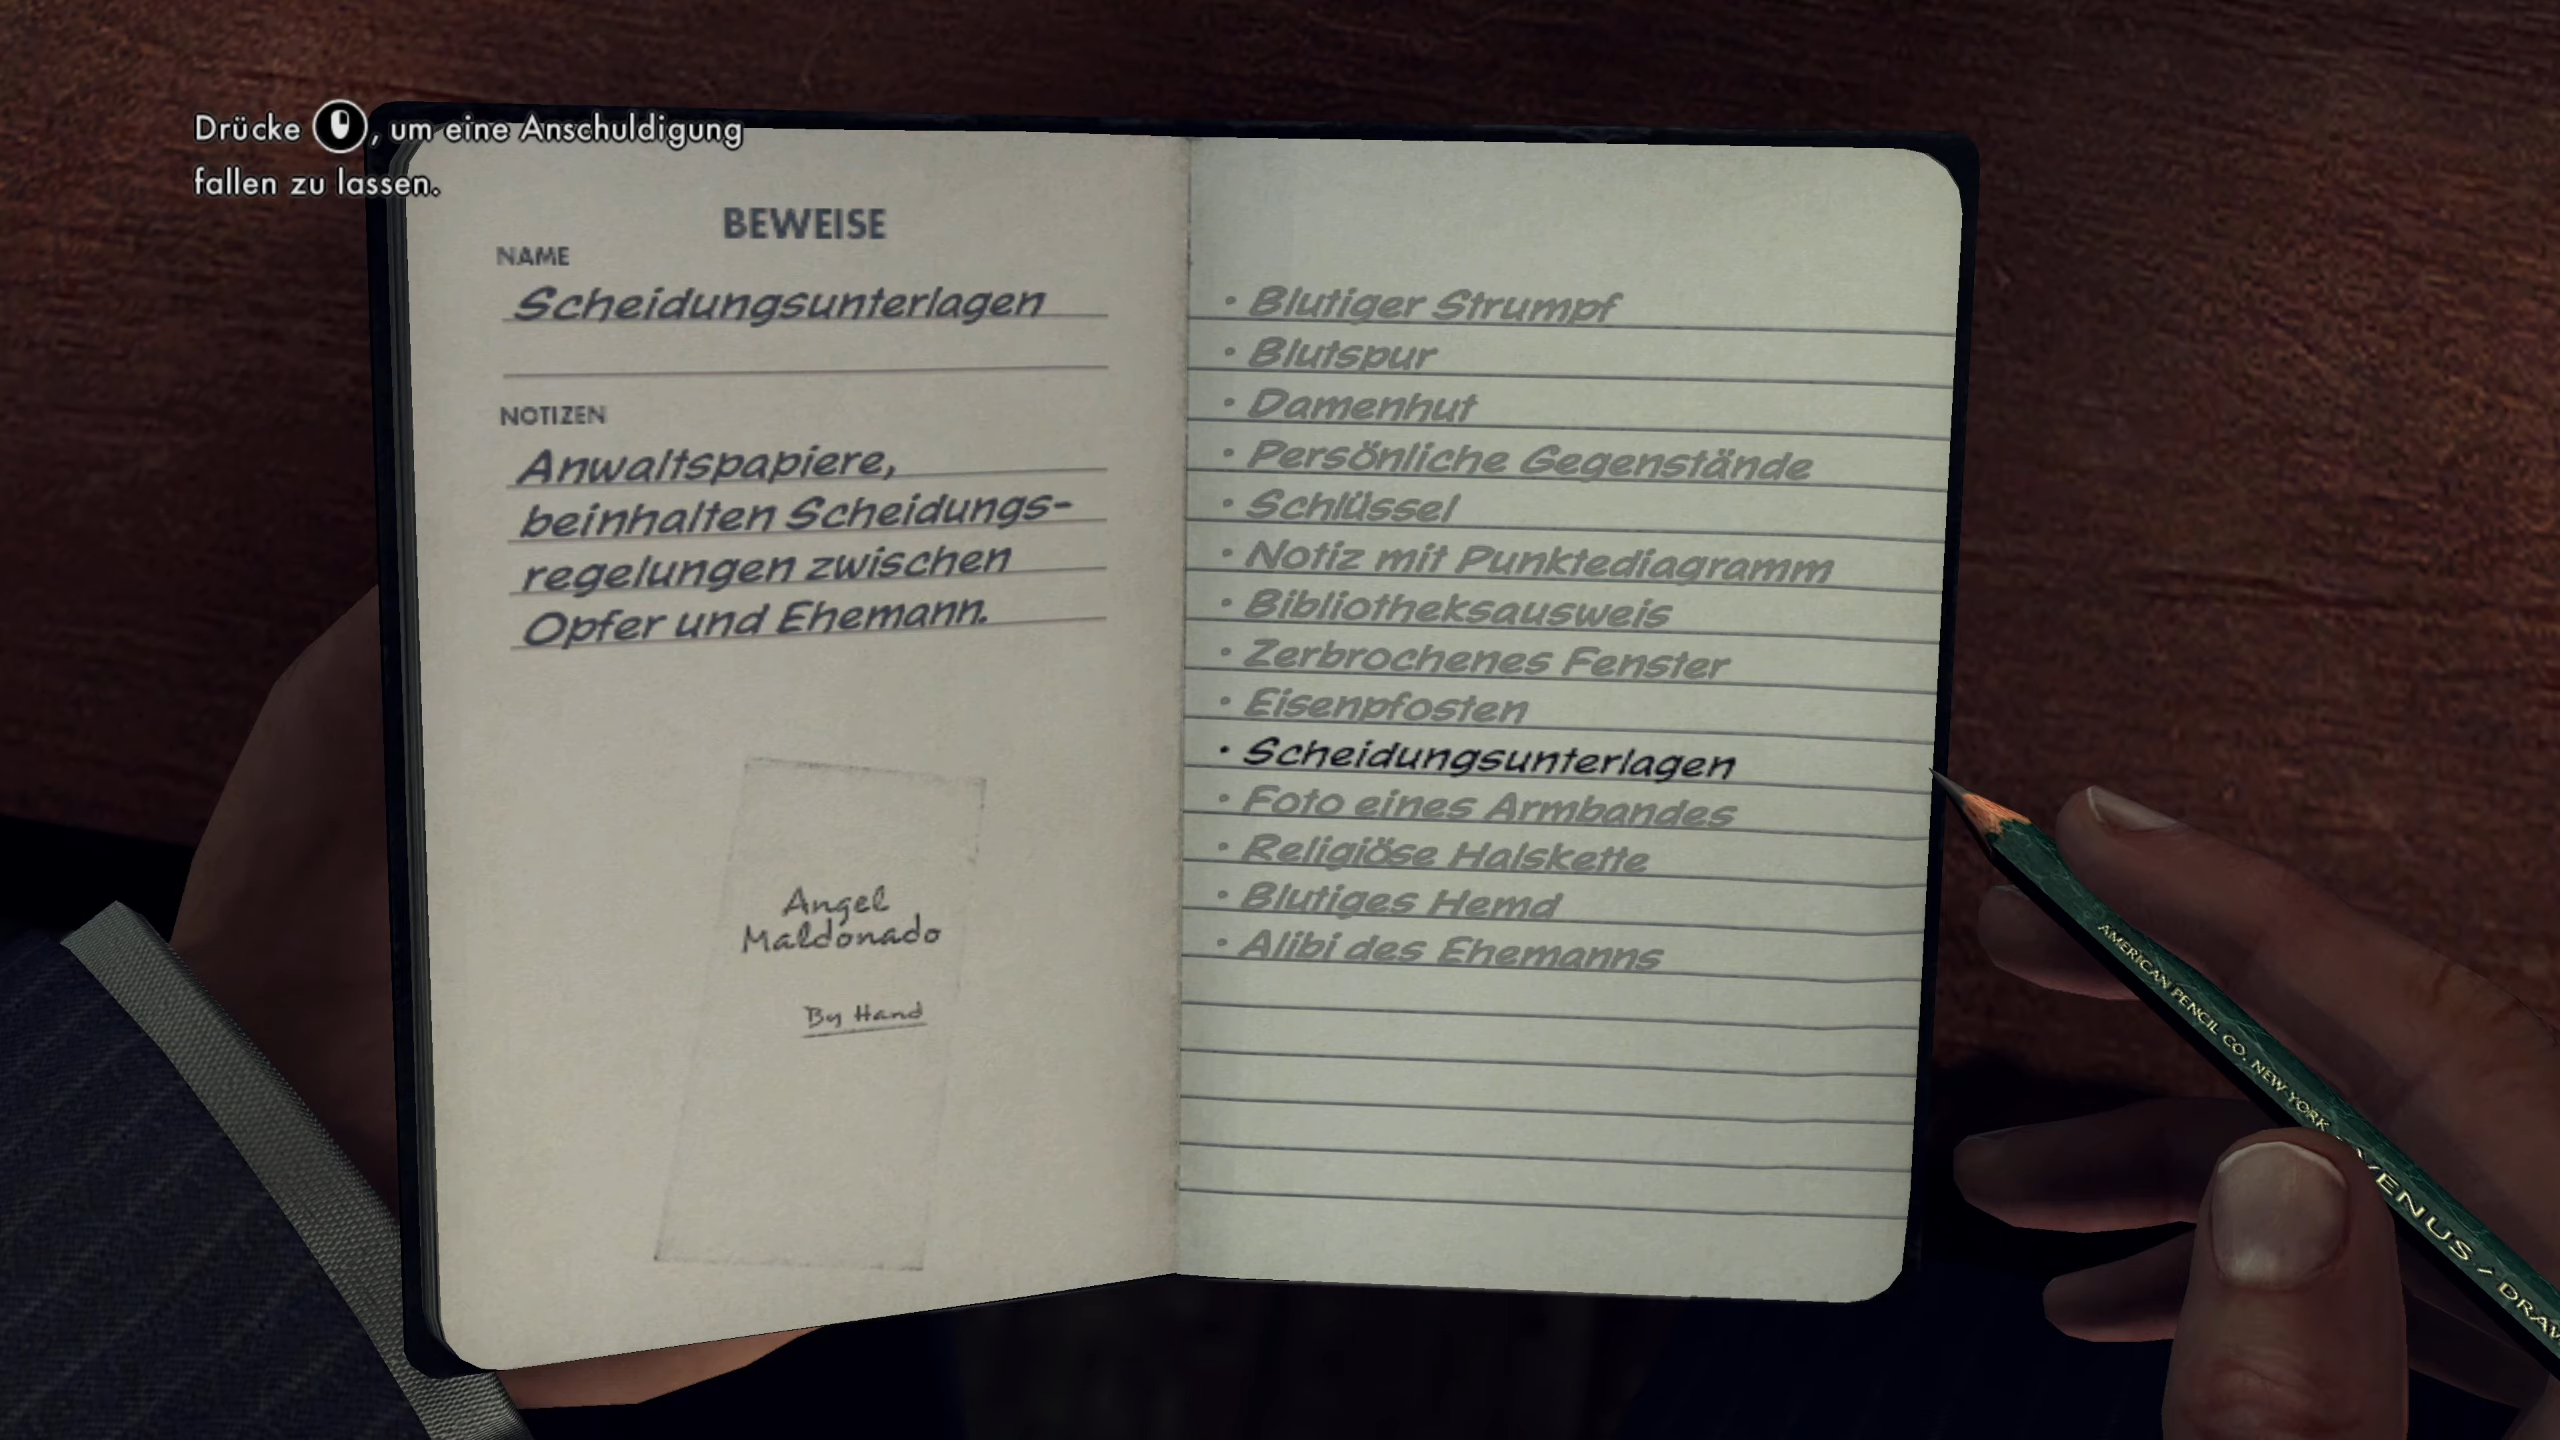 Drücke , um eine Anschuldigung
fallen zu lassen.
BEWEISE
NAME
Scheidungsunterlagen
NOTIZEN
Anwaltspapiere,
beinhalten Scheidungs-
regelungen zwischen
Opfer und Ehemann.
Angel
Maldonado
By Hand
• Blutiger Strumpf
• Blutspur
• Damenhut
• Persönliche Gegenstände
• Schlüssel
• Notiz mit Punktediagramm
• Bibliotheksausweis
• Zerbrochenes Fenster
• Eisenpfosten
• Scheidungsunterlagen
• Foto eines Armbandes
• Religiöse Halskette
• Blutiges Hemd
• Alibi des Ehemanns
AMERICAN PENCIL CO. NEW-YORK VENUS / DRAW